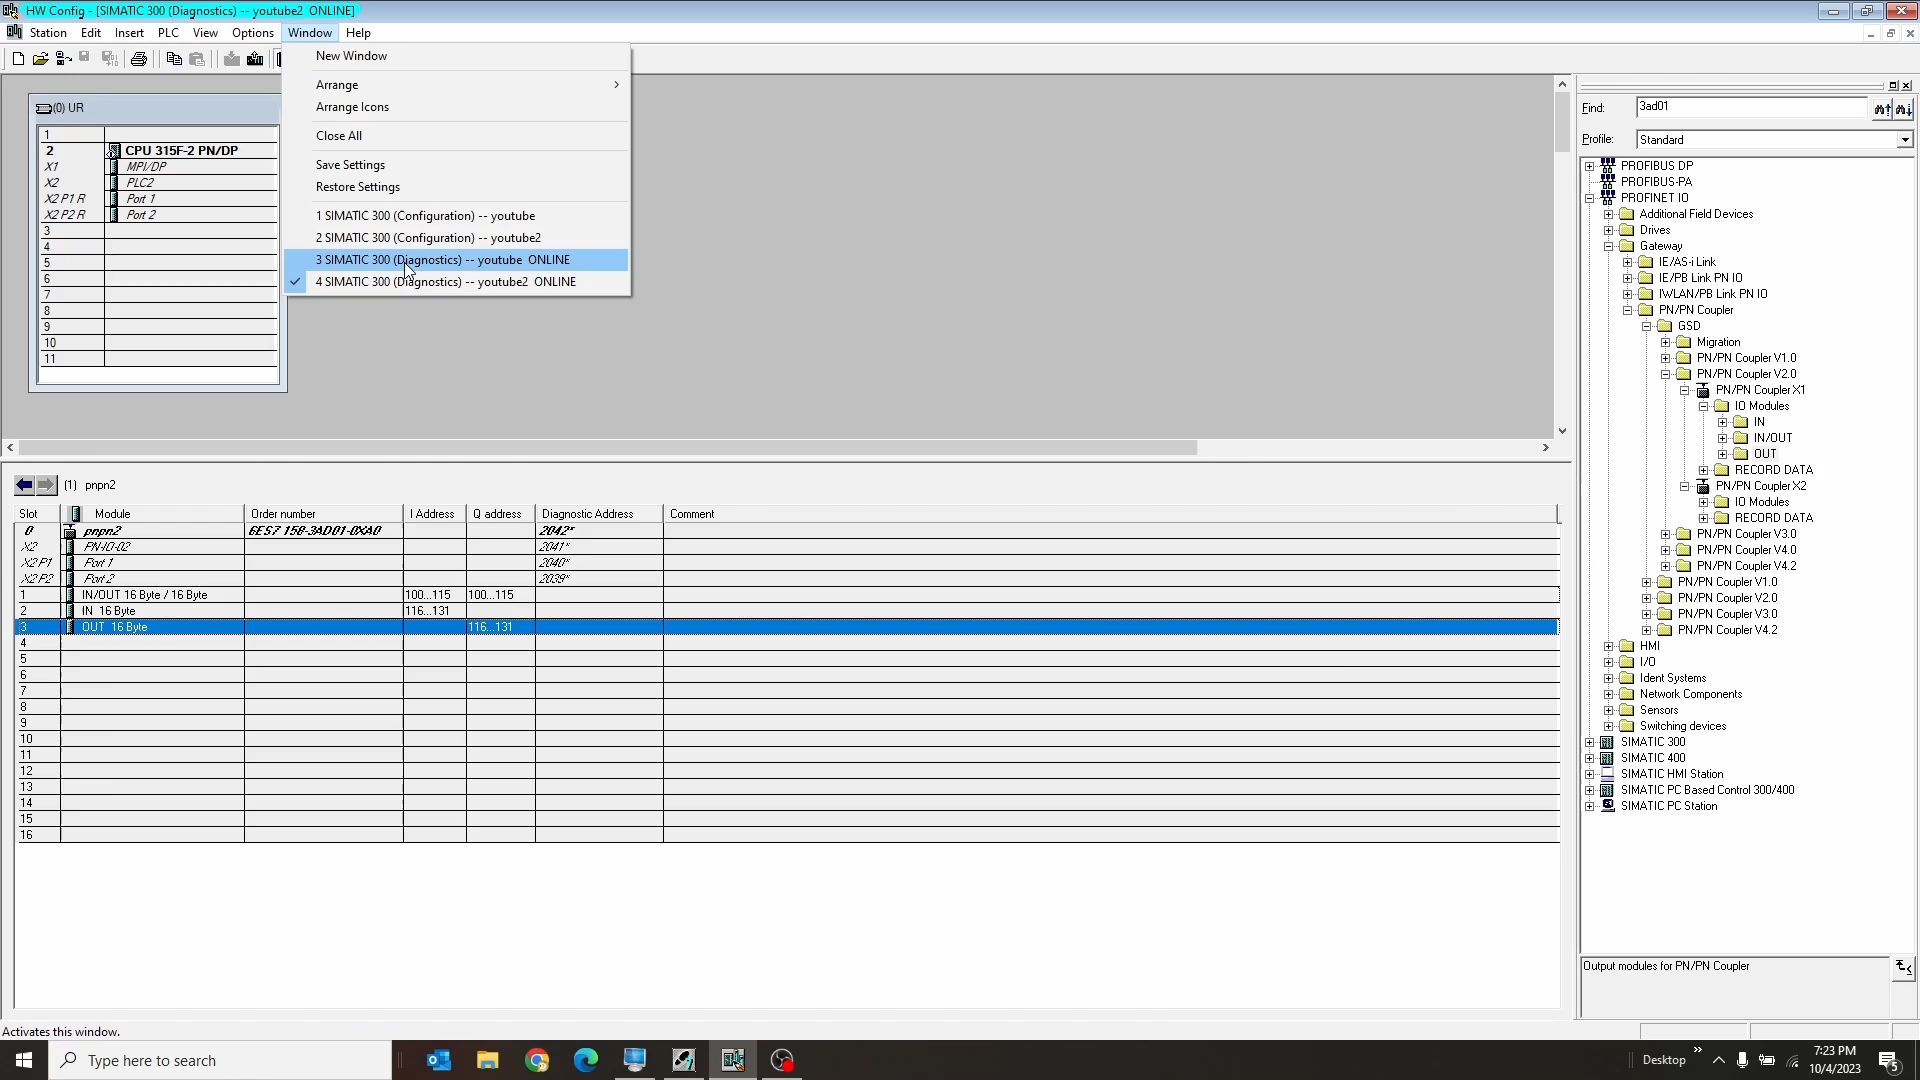 HW Config - [SIMATIC 300 (Diagnostics) -- youtube2 ONLINE]
Station Edit Insert PLC View Options Window Help
New Window
Arrange
Arrange Icons
Close All
Save Settings
Restore Settings
1 SIMATIC 300 (Configuration) -- youtube
2 SIMATIC 300 (Configuration) -- youtube2
3 SIMATIC 300 (Diagnostics) -- youtube ONLINE
4 SIMATIC 300 (Diagnostics) -- youtube2 ONLINE
(0) UR
1
2 CPU 315F-2 PN/DP
X1 MPI/DP
X2 PLC2
X2 P1 R Port 1
X2 P2 R Port 2
3
4
5
6
7
8
9
10
11
(1) pnpn2
Slot Module Order number I Address Q address Diagnostic Address Comment
0 pnpn2 6ES7 158-3AD01-0XA0 2042*
X2 PN-IO-02 2041*
X2 P1 Port 1 2040*
X2 P2 Port 2 2039*
1 IN/OUT 16 Byte / 16 Byte 100...115 100...115
2 IN 16 Byte 116...131
3 OUT 16 Byte 116...131
4
5
6
7
8
9
10
11
12
13
14
15
16
Find: 3ad01
Profile: Standard
PROFIBUS DP
PROFIBUS-PA
PROFINET IO
Additional Field Devices
Drives
Gateway
IE/AS-i Link
IE/PB Link PN IO
IWLAN/PB Link PN IO
PN/PN Coupler
GSD
Migration
PN/PN Coupler V1.0
PN/PN Coupler V2.0
PN/PN Coupler X1
IO Modules
IN
IN/OUT
OUT
RECORD DATA
PN/PN Coupler X2
IO Modules
RECORD DATA
PN/PN Coupler V3.0
PN/PN Coupler V4.0
PN/PN Coupler V4.2
PN/PN Coupler V1.0
PN/PN Coupler V2.0
PN/PN Coupler V3.0
PN/PN Coupler V4.2
HMI
I/O
Ident Systems
Network Components
Sensors
Switching devices
SIMATIC 300
SIMATIC 400
SIMATIC HMI Station
SIMATIC PC Based Control 300/400
SIMATIC PC Station
Output modules for PN/PN Coupler
Activates this window.
Type here to search
Desktop
7:23 PM
10/4/2023
5